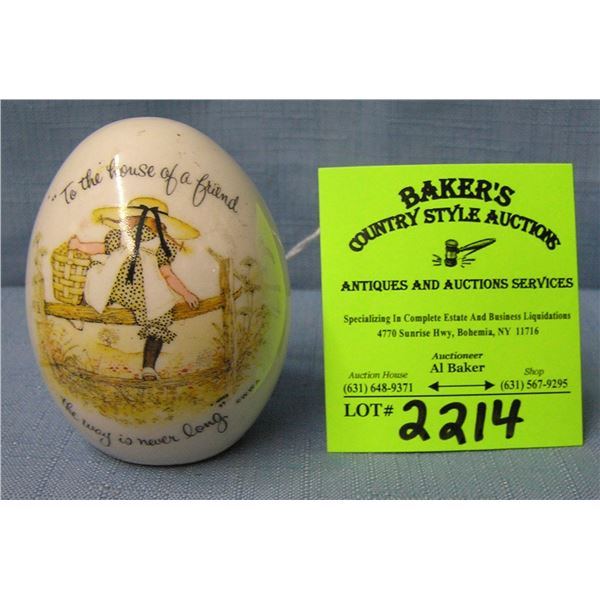 "To the house of a friend
the way is never long."
©WWA
BAKER'S
COUNTRY STYLE AUCTIONS
ANTIQUES AND AUCTIONS SERVICES
Specializing In Complete Estate And Business Liquidations
4770 Sunrise Hwy, Bohemia, NY 11716
Auctioneer
Auction House Al Baker Shop
(631) 648-9371 (631) 567-9295
LOT# 2214